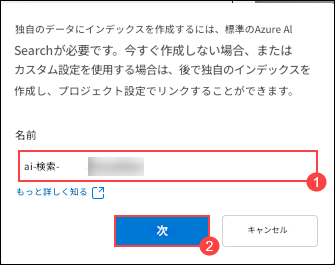 独自のデータにインデックスを作成するには、標準のAzure AI
Searchが必要です。今すぐ作成しない場合、または
カスタム設定を使用する場合は、後で独自のインデックスを
作成し、プロジェクト設定でリンクすることができます。
名前
ai-検索-
1
もっと詳しく知る
次
2
キャンセル